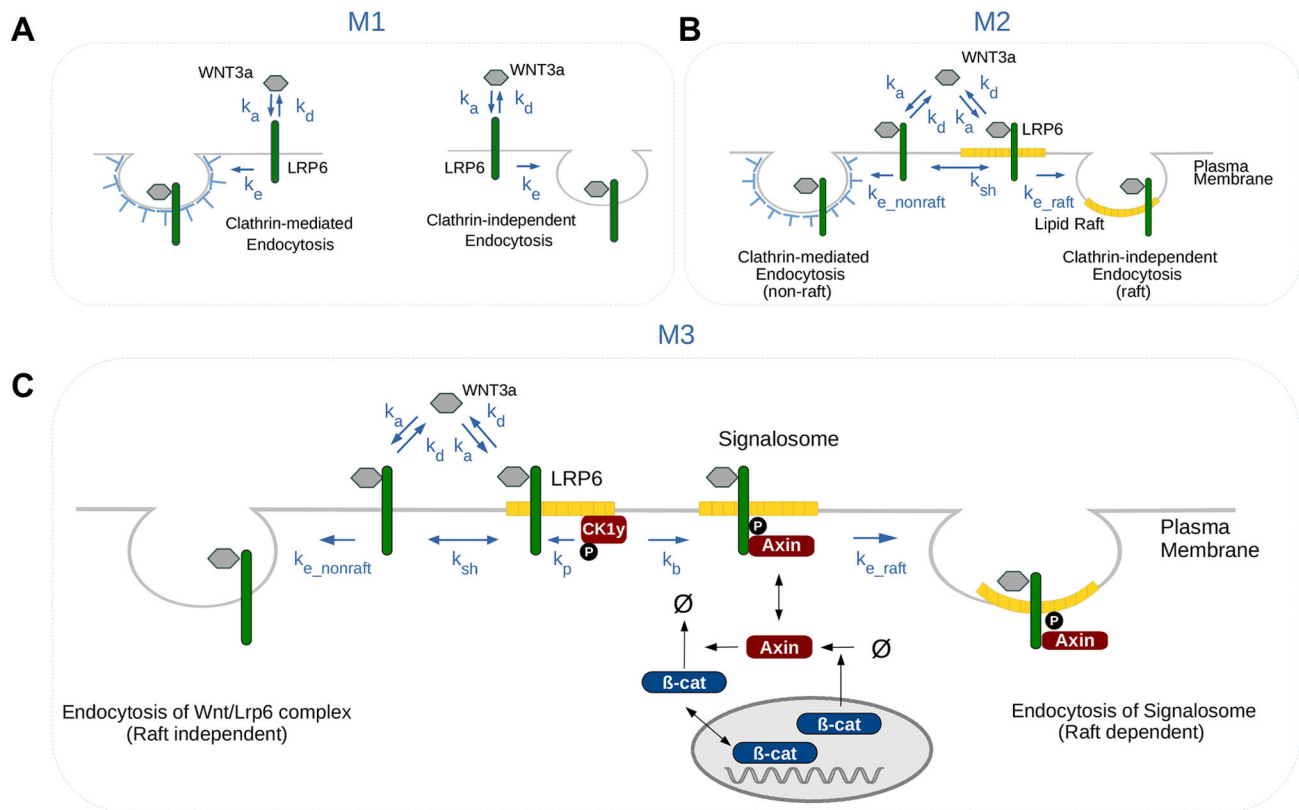 A
M1
WNT3a
k_a
k_d
LRP6
k_e
Clathrin-mediated
Endocytosis
WNT3a
k_a
k_d
LRP6
k_e
Clathrin-independent
Endocytosis
B
M2
WNT3a
k_a
k_d
k_d
k_a
LRP6
Plasma
Membrane
k_e_nonraft
k_sh
k_e_raft
Lipid Raft
Clathrin-mediated
Endocytosis
(non-raft)
Clathrin-independent
Endocytosis
(raft)
M3
C
WNT3a
k_a
k_d
k_d
k_a
Signalosome
LRP6
CK1y
P
P
Axin
Plasma
Membrane
k_e_nonraft
k_sh
k_p
k_b
k_e_raft
P
Axin
Ø
Axin
Ø
ß-cat
ß-cat
ß-cat
Endocytosis of Wnt/Lrp6 complex
(Raft independent)
Endocytosis of Signalosome
(Raft dependent)